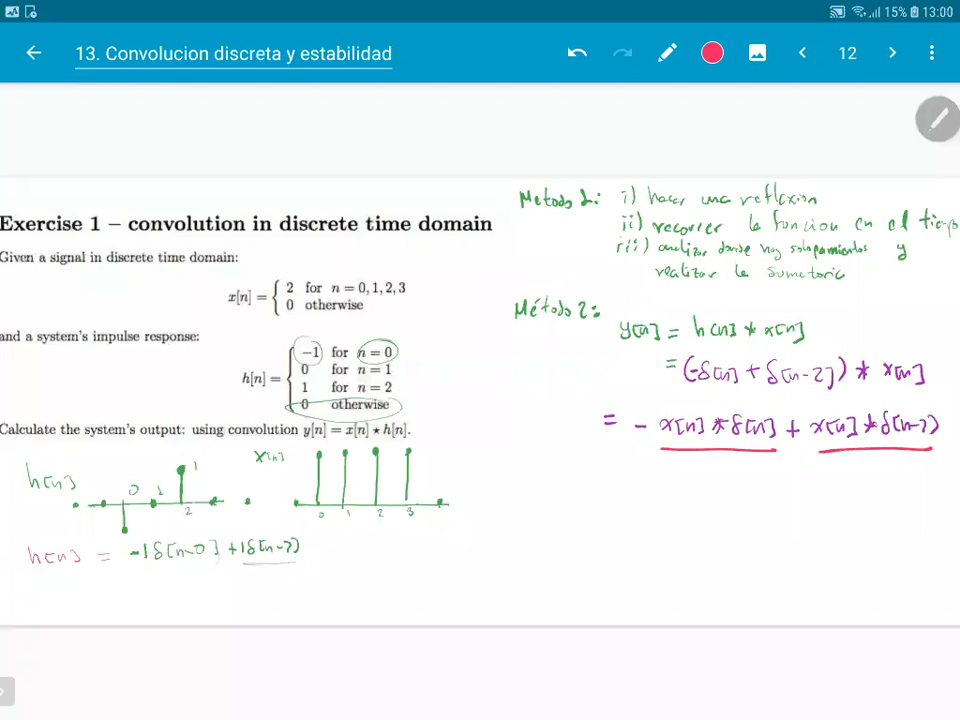 15% 13:00
13. Convolucion discreta y estabilidad
12
Exercise 1 – convolution in discrete time domain
Given a signal in discrete time domain:
x[n] = { 2 for n = 0, 1, 2, 3
0 otherwise
and a system's impulse response:
h[n] = { -1 for n = 0
0 for n = 1
1 for n = 2
0 otherwise
Calculate the system's output: using convolution y[n] = x[n] ⋆ h[n].
h[n] 0 1 2 1
x[n] 0 1 2 3
h[n] = -1δ[n-0] + 1δ[n-2]
Metodo 1: i) hacer una reflexion
ii) recorrer la funcion en el tiempo
iii) analizar donde hay solapamientos y
realizar la sumatoria
Método 2:
y[n] = h[n] * x[n]
= (-δ[n] + δ[n-2]) * x[n]
= - x[n] * δ[n] + x[n] * δ[n-2]